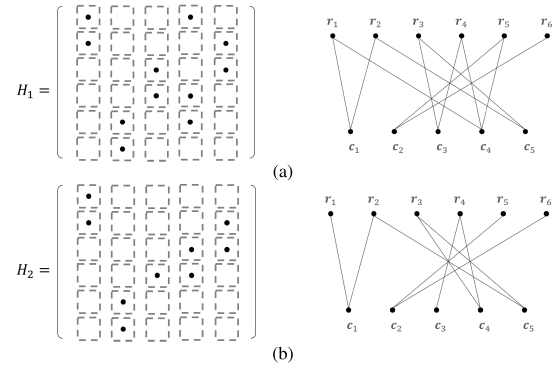 r1 r2 r3 r4 r5 r6
H1 =
c1 c2 c3 c4 c5
(a)
r1 r2 r3 r4 r5 r6
H2 =
c1 c2 c3 c4 c5
(b)